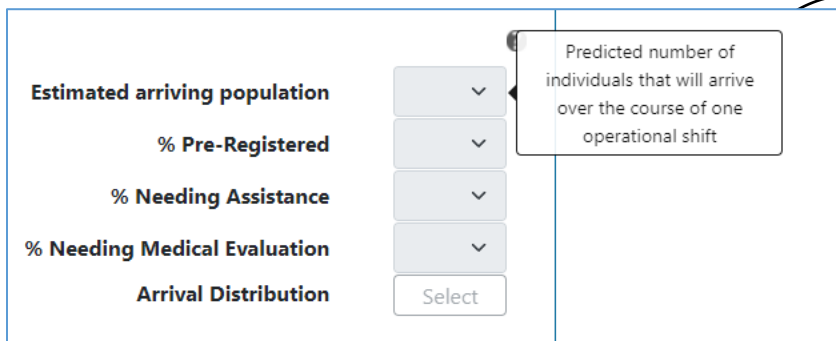 Estimated arriving population
% Pre-Registered
% Needing Assistance
% Needing Medical Evaluation
Arrival Distribution
Select
Predicted number of
individuals that will arrive
over the course of one
operational shift